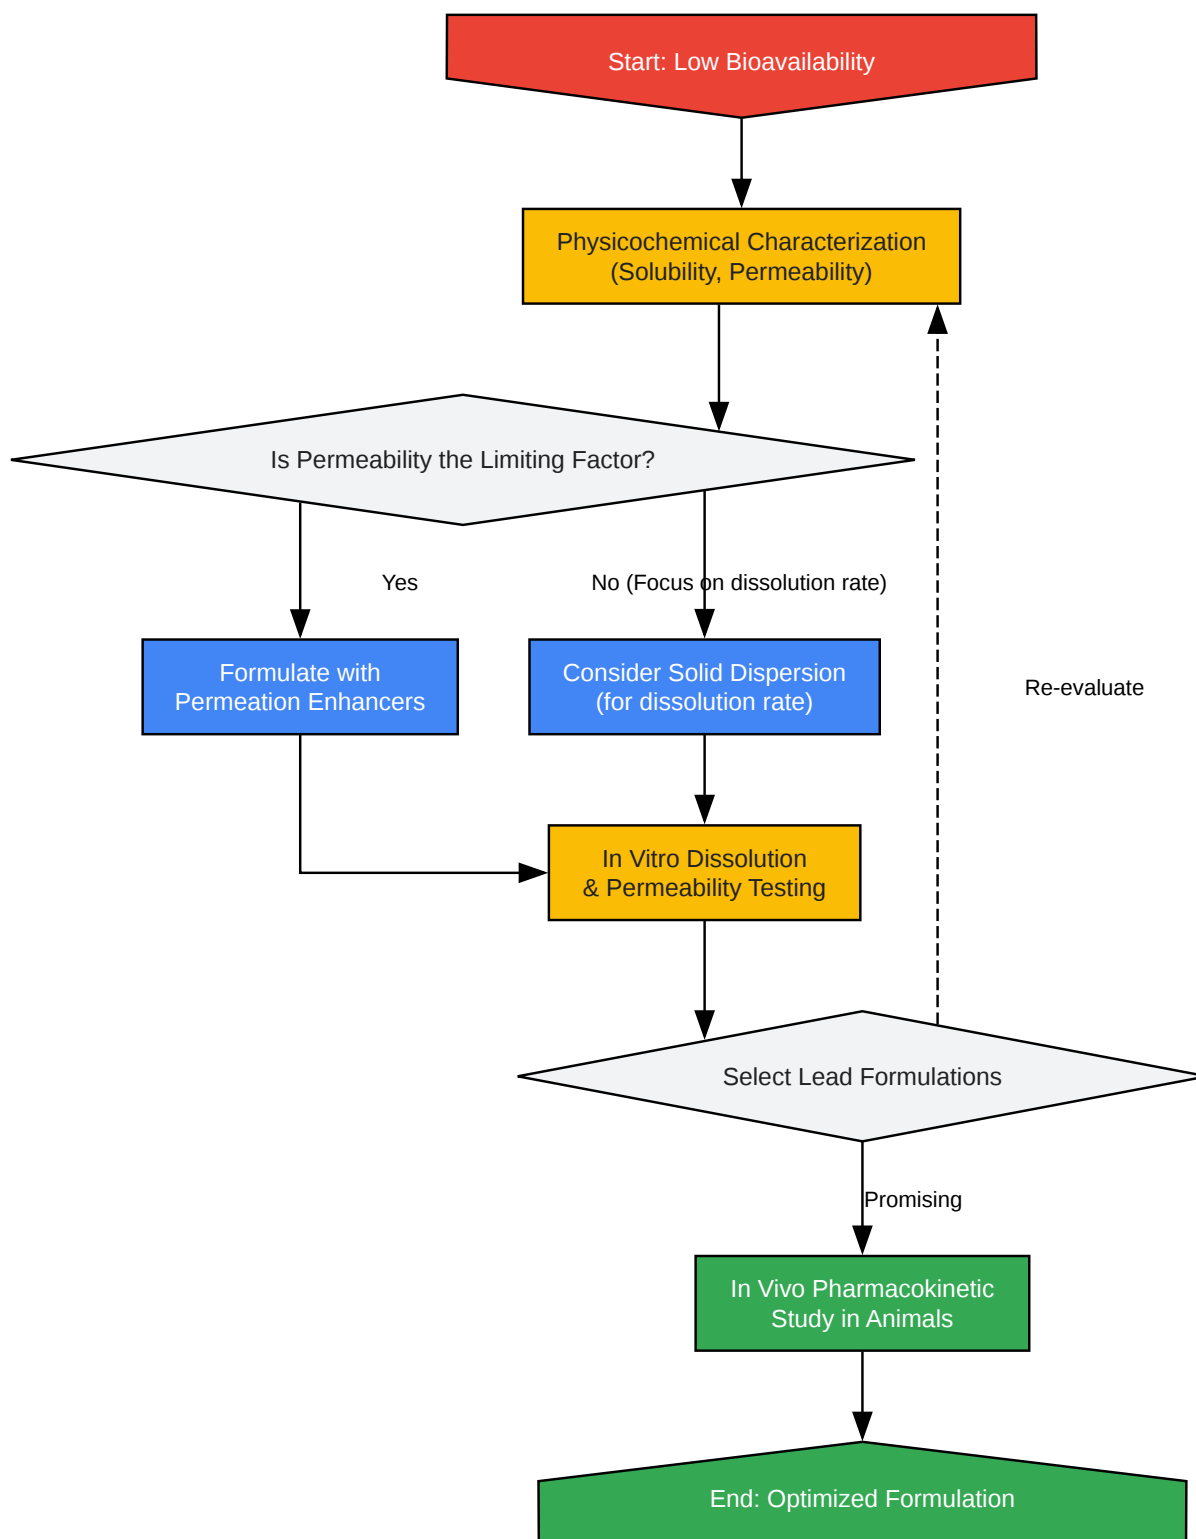 Start: Low Bioavailability
Physicochemical Characterization
(Solubility, Permeability)
Is Permeability the Limiting Factor?
Yes
No (Focus on dissolution rate)
Formulate with
Permeation Enhancers
Consider Solid Dispersion
(for dissolution rate)
Re-evaluate
In Vitro Dissolution
& Permeability Testing
Select Lead Formulations
Promising
In Vivo Pharmacokinetic
Study in Animals
End: Optimized Formulation